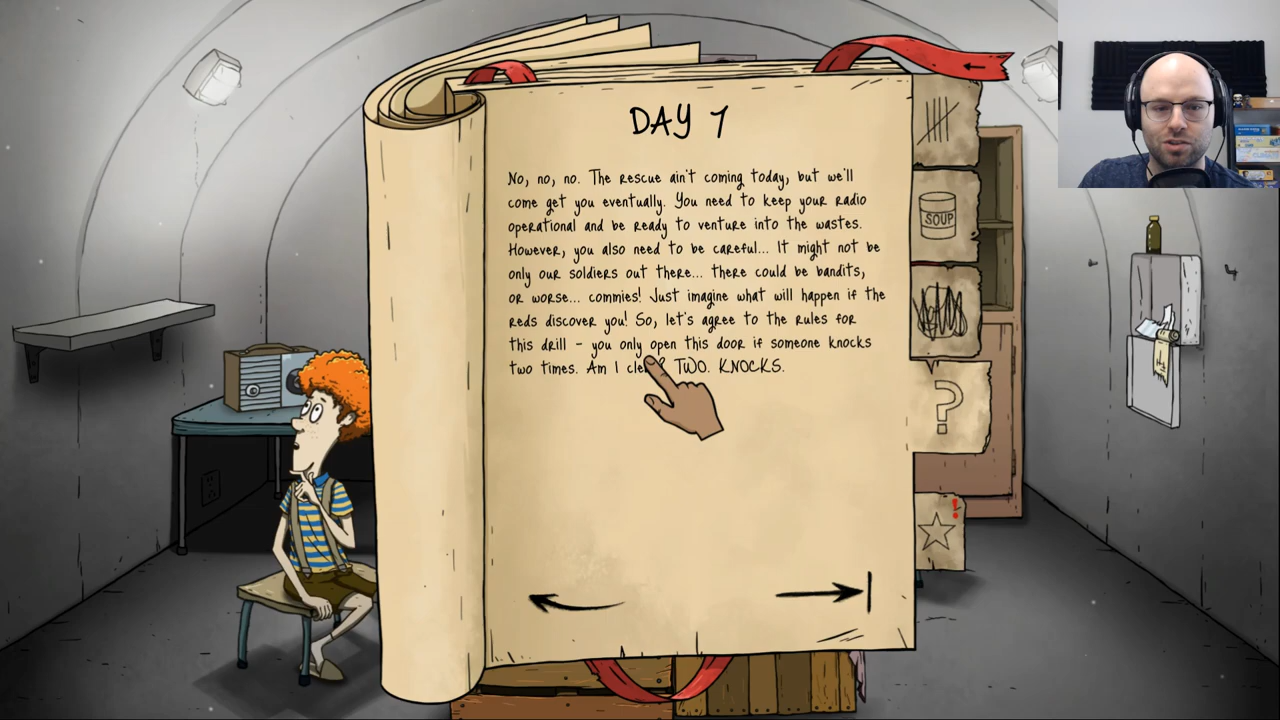 DAY 7
No, no, no. The rescue ain't coming today, but we'll
come get you eventually. You need to keep your radio
operational and be ready to venture into the wastes.
However, you also need to be careful... It might not be
only our soldiers out there... there could be bandits,
or worse... commies! Just imagine what will happen if the
reds discover you! So, let's agree to the rules for
this drill - you only open this door if someone knocks
two times. Am I TWO. KNOCKS.
SOUP
?
!